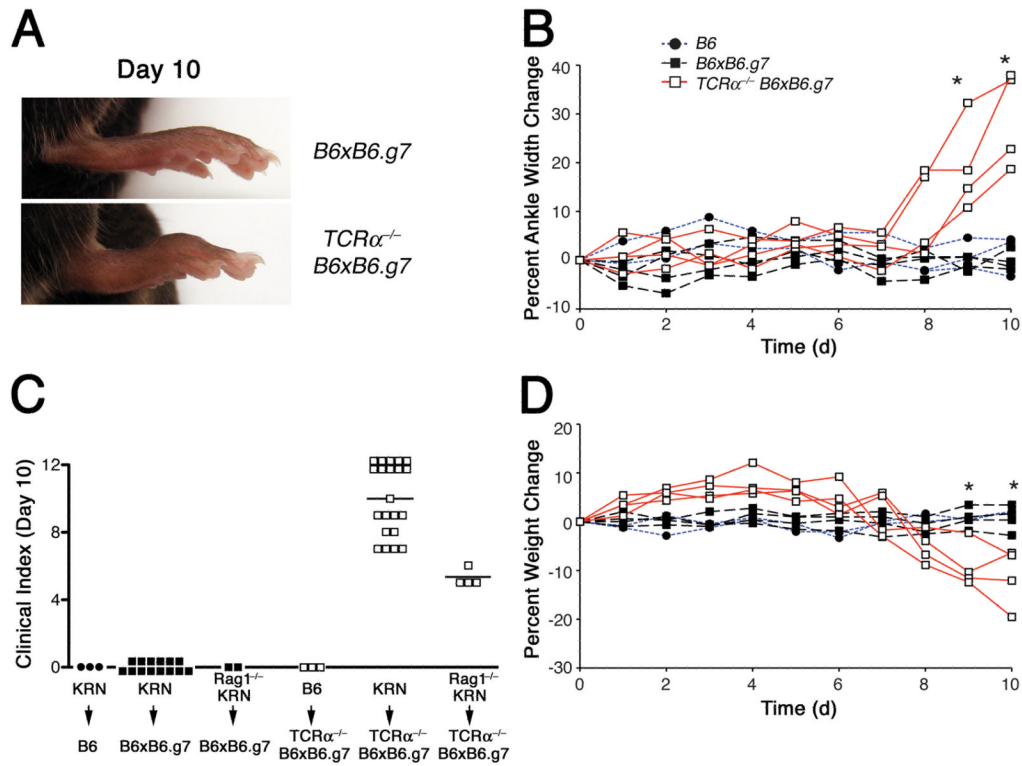 A
Day 10
B6xB6.g7
TCRα–/–
B6xB6.g7
B
B6
B6xB6.g7
TCRα–/– B6xB6.g7
Percent Ankle Width Change
40
30
20
10
0
-10
* *
0 2 4 6 8 10
Time (d)
C
Clinical Index (Day 10)
12
8
4
0
KRN KRN Rag1–/– KRN B6 KRN Rag1–/– KRN
B6 B6xB6.g7 B6xB6.g7 TCRα–/– B6xB6.g7 TCRα–/– B6xB6.g7 TCRα–/– B6xB6.g7
D
Percent Weight Change
20
10
0
-10
-20
-30
* *
0 2 4 6 8 10
Time (d)